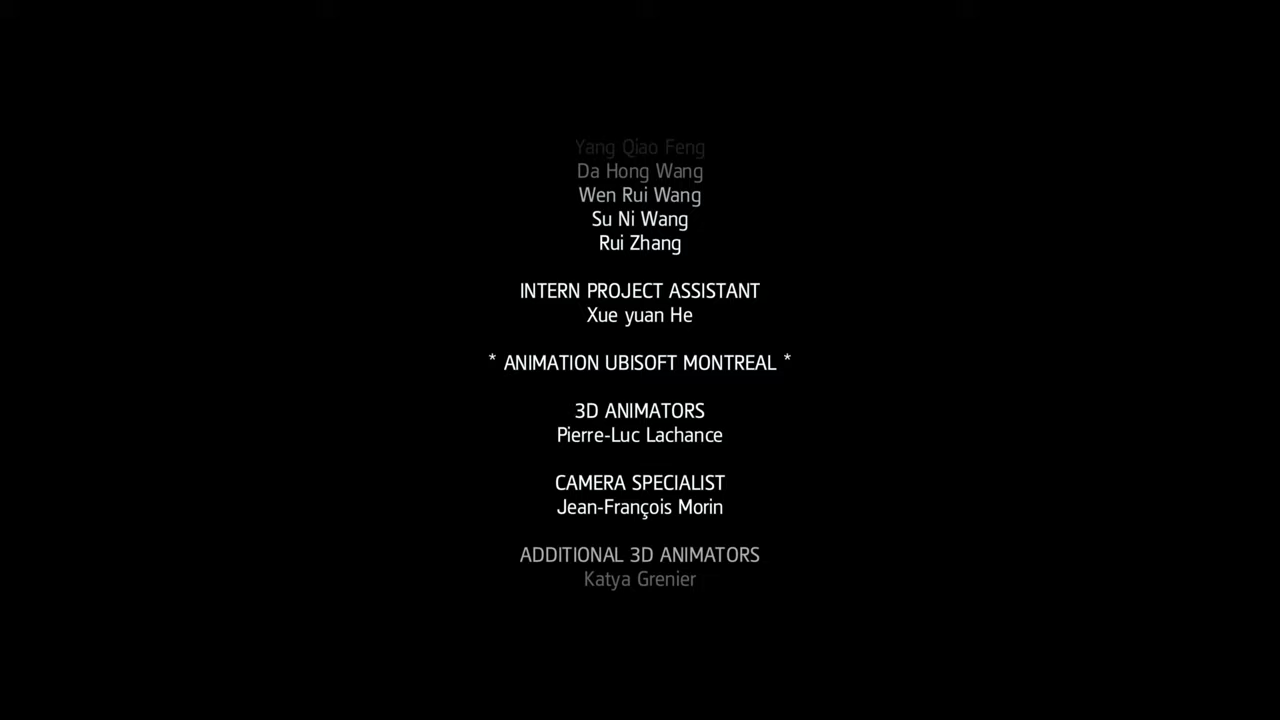 Yang Qiao Feng
Da Hong Wang
Wen Rui Wang
Su Ni Wang
Rui Zhang
INTERN PROJECT ASSISTANT
Xue yuan He
* ANIMATION UBISOFT MONTREAL *
3D ANIMATORS
Pierre-Luc Lachance
CAMERA SPECIALIST
Jean-François Morin
ADDITIONAL 3D ANIMATORS
Katya Grenier